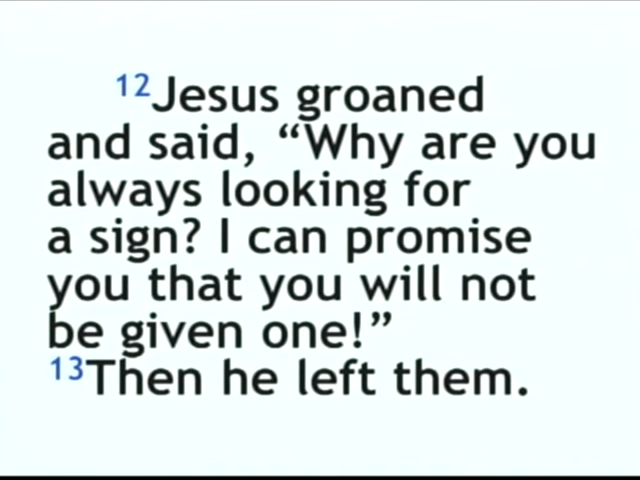 12Jesus groaned
and said, “Why are you
always looking for
a sign? I can promise
you that you will not
be given one!”
13Then he left them.